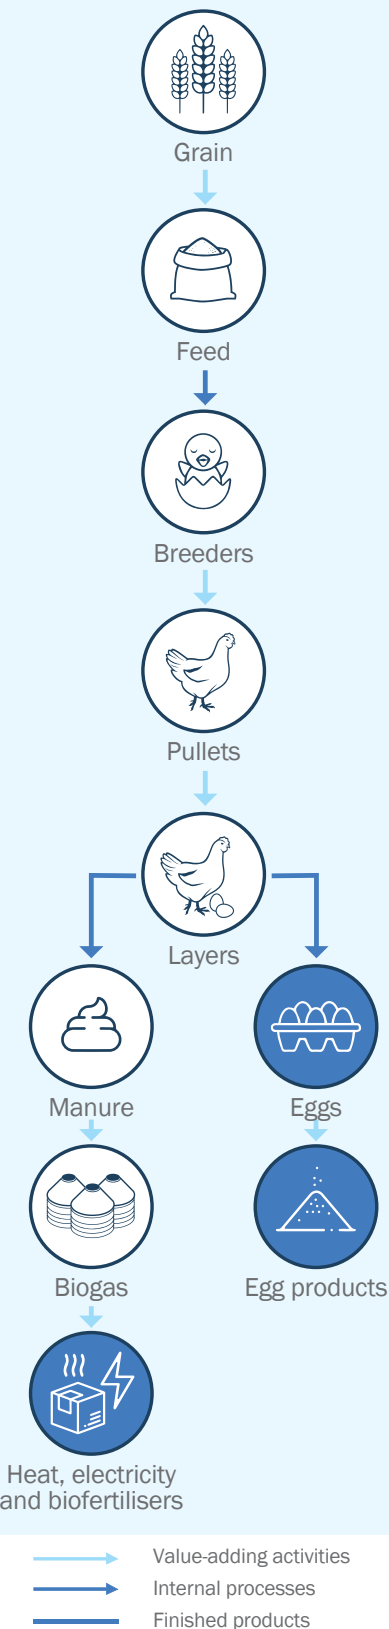 Grain
Feed
Breeders
Pullets
Layers
Manure
Eggs
Biogas
Egg products
Heat, electricity
and biofertilisers
Value-adding activities
Internal processes
Finished products